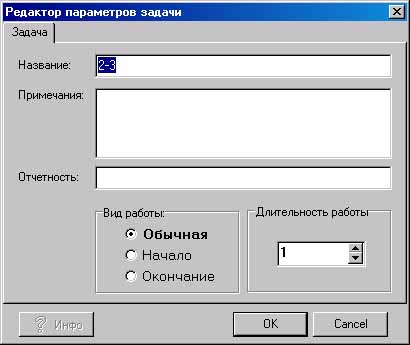 Редактор параметров задачи
Задача
Название: 2-3
Примечания:
Отчетность:
Вид работы: Длительность работы
Обычная 1
Начало
Окончание
? Инфо OK Cancel